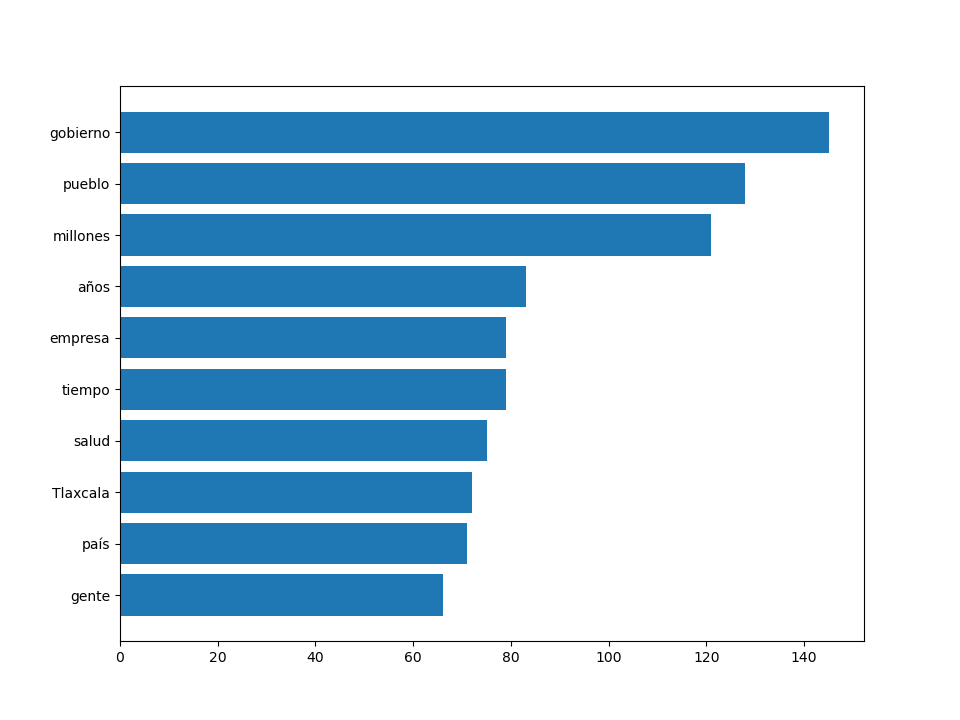 gobierno
pueblo
millones
años
empresa
tiempo
salud
Tlaxcala
país
gente
0 20 40 60 80 100 120 140